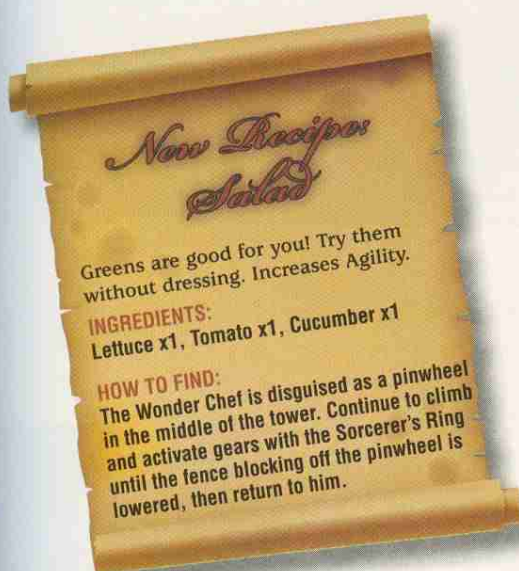 New Recipe:
Salad
Greens are good for you! Try them
without dressing. Increases Agility.
INGREDIENTS:
Lettuce x1, Tomato x1, Cucumber x1
HOW TO FIND:
The Wonder Chef is disguised as a pinwheel
in the middle of the tower. Continue to climb
and activate gears with the Sorcerer's Ring
until the fence blocking off the pinwheel is
lowered, then return to him.